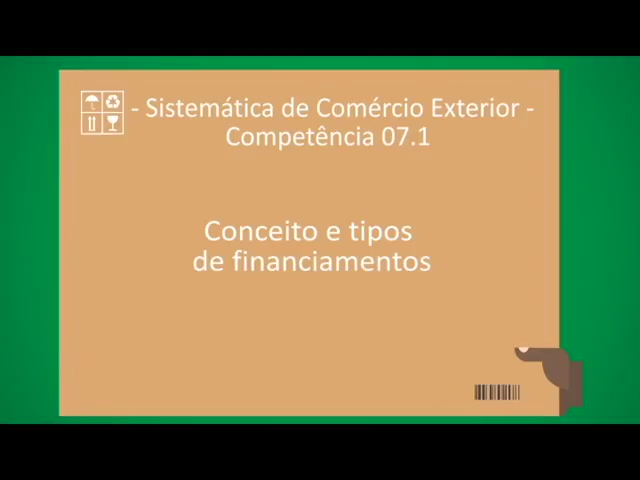 - Sistemática de Comércio Exterior -
Competência 07.1
Conceito e tipos
de financiamentos